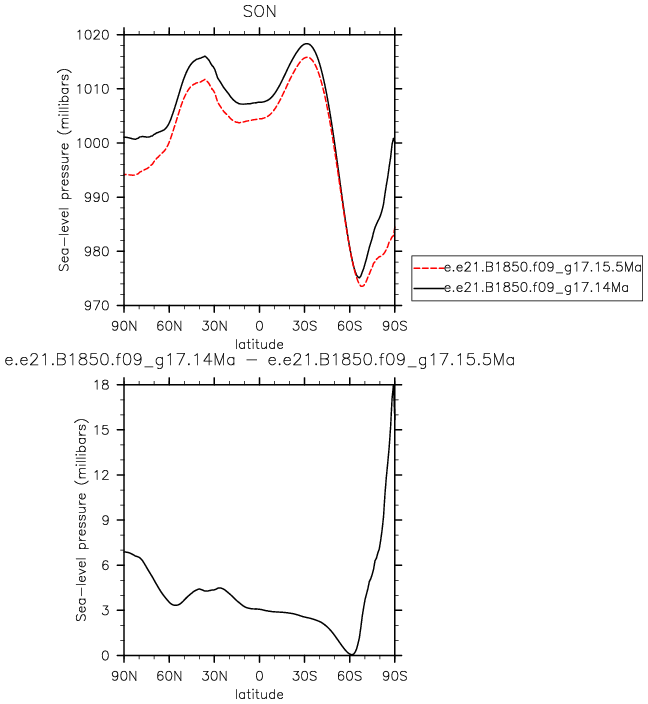 SON
1020
1010
1000
990
980
970
Sea-level pressure (millibars)
90N 60N 30N 0 30S 60S 90S
latitude
e.e21.B1850.f09_g17.15.5Ma
e.e21.B1850.f09_g17.14Ma
e.e21.B1850.f09_g17.14Ma - e.e21.B1850.f09_g17.15.5Ma
18
15
12
9
6
3
0
Sea-level pressure (millibars)
90N 60N 30N 0 30S 60S 90S
latitude